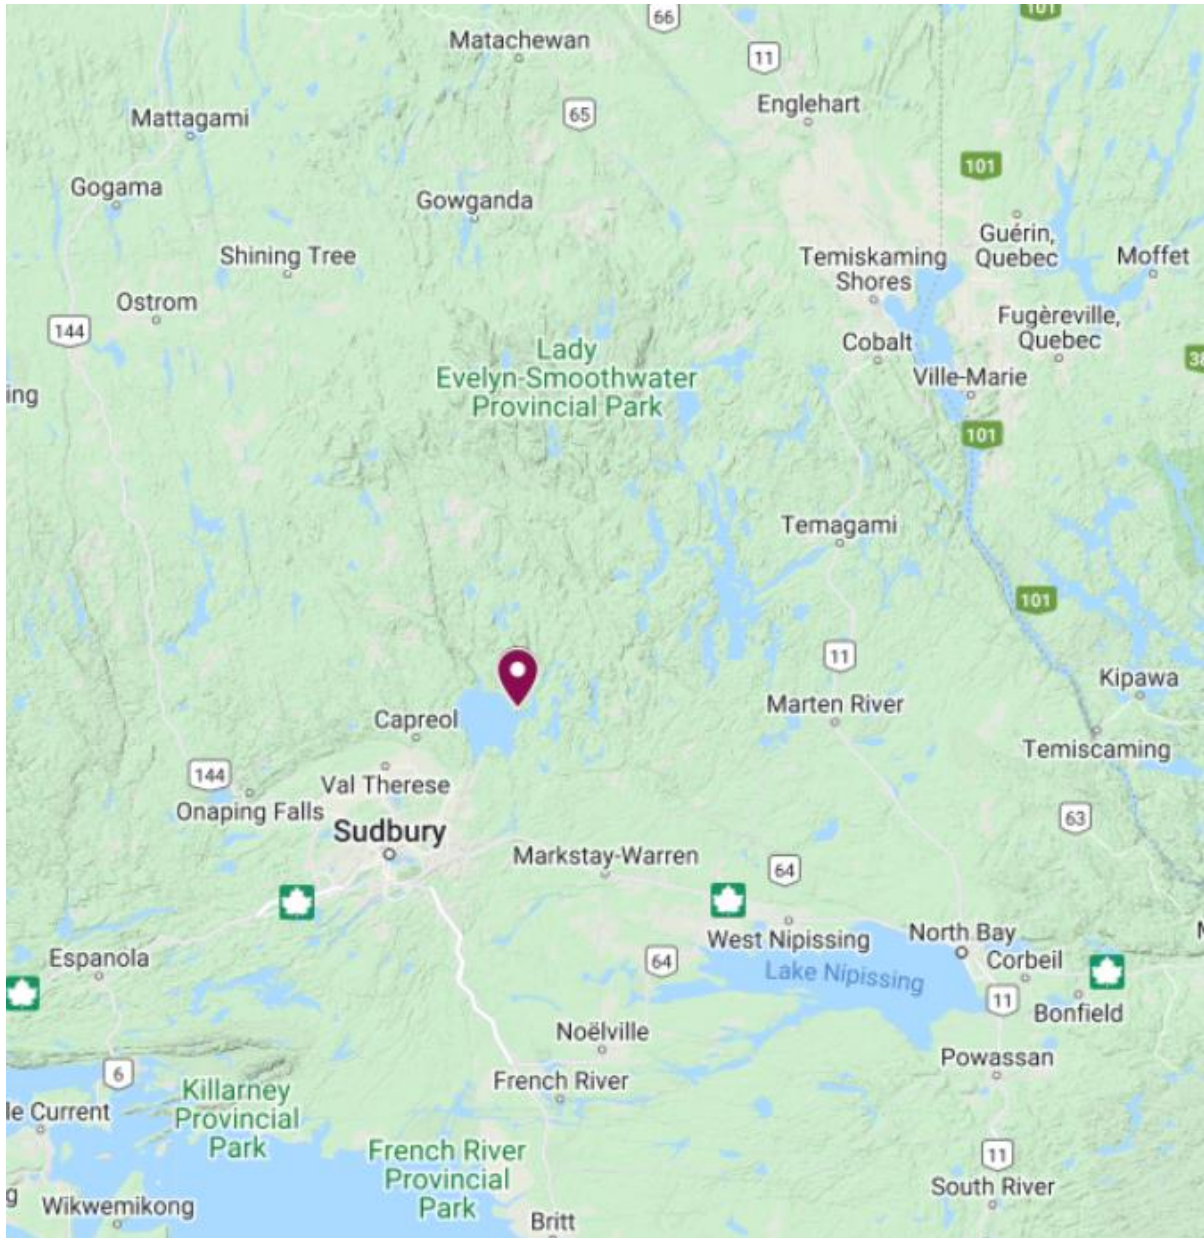 66
101
Matachewan
11
Englehart
65
Mattagami
101
Gogama
Gowganda
Guérin,
Quebec
Shining Tree
Temiskaming
Shores
Moffet
Ostrom
144
Fugèreville,
Quebec
Cobalt
Lady
Evelyn-Smoothwater
Provincial Park
Ville-Marie
ing
101
Temagami
101
11
Kipawa
Marten River
Capreol
Temiscaming
144
Val Therese
Onaping Falls
63
Sudbury
Markstay-Warren
64
West Nipissing
North Bay
Espanola
64
Lake Nipissing
Corbeil
11
Bonfield
Noëlville
Powassan
6
French River
Killarney
Provincial
Park
le Current
French River
Provincial
Park
11
South River
g
Wikwemikong
Britt